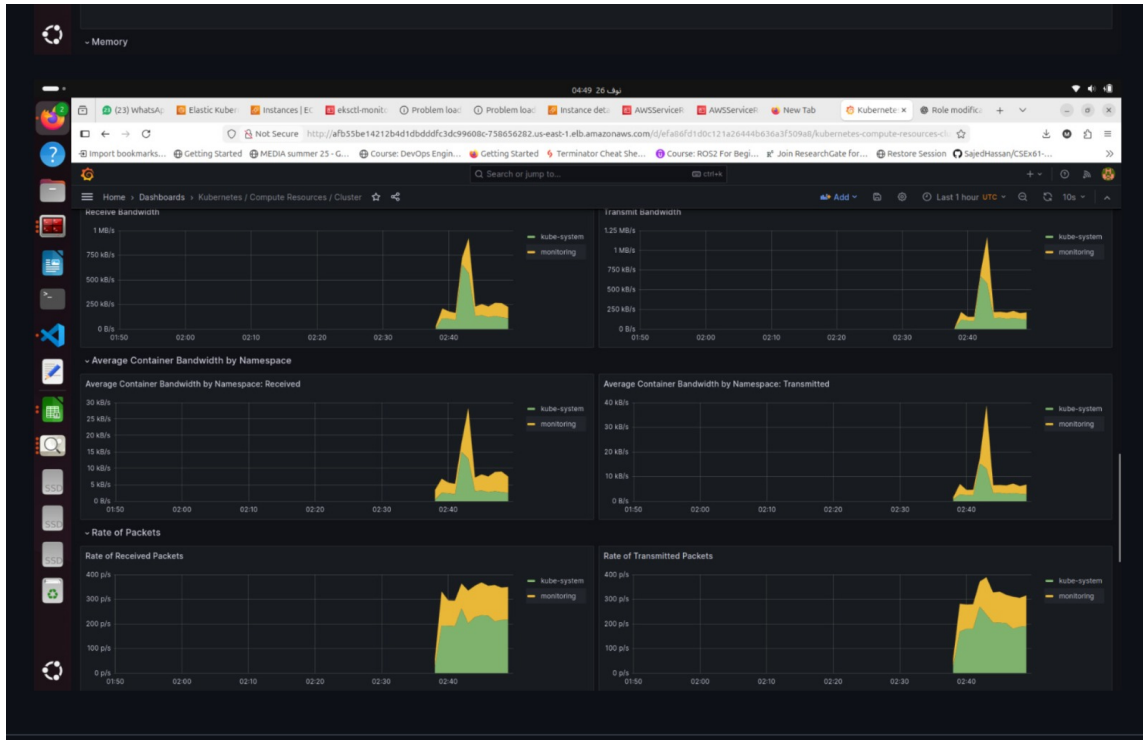 Memory
04:49 26 نوف
(23) WhatsAp
Elastic Kuber
Instances | EC
eksctl-monito
Problem load
Problem load
Instance deta
AWSServiceR
AWSServiceR
New Tab
Kubernete
Role modific
Not Secure http://afb55be14212b4d1dbdddfc3dc99608c-758656282.us-east-1.elb.amazonaws.com
Import bookmarks... Getting Started MEDIA summer 25 - G... Course: DevOps Engin... Getting Started Terminator Cheat She... Course: ROS2 For Begi... Join ResearchGate for... Restore Session SajedHassan/CSEx61-...
Search or jump to... ctrl+k
Home > Dashboards > Kubernetes / Compute Resources / Cluster
Add Last 1 hour UTC 10s
Receive Bandwidth
1 MB/s
750 kB/s
500 kB/s
250 kB/s
0 B/s
01:50 02:00 02:10 02:20 02:30 02:40
kube-system
monitoring
Transmit Bandwidth
1.25 MB/s
1 MB/s
750 kB/s
500 kB/s
250 kB/s
0 B/s
01:50 02:00 02:10 02:20 02:30 02:40
kube-system
monitoring
Average Container Bandwidth by Namespace
Average Container Bandwidth by Namespace: Received
30 kB/s
25 kB/s
20 kB/s
15 kB/s
10 kB/s
5 kB/s
0 B/s
01:50 02:00 02:10 02:20 02:30 02:40
kube-system
monitoring
Average Container Bandwidth by Namespace: Transmitted
40 kB/s
30 kB/s
20 kB/s
10 kB/s
0 B/s
01:50 02:00 02:10 02:20 02:30 02:40
kube-system
monitoring
Rate of Packets
Rate of Received Packets
400 p/s
300 p/s
200 p/s
100 p/s
0 p/s
01:50 02:00 02:10 02:20 02:30 02:40
kube-system
monitoring
Rate of Transmitted Packets
400 p/s
300 p/s
200 p/s
100 p/s
0 p/s
01:50 02:00 02:10 02:20 02:30 02:40
kube-system
monitoring
SSD
SSD
SSD